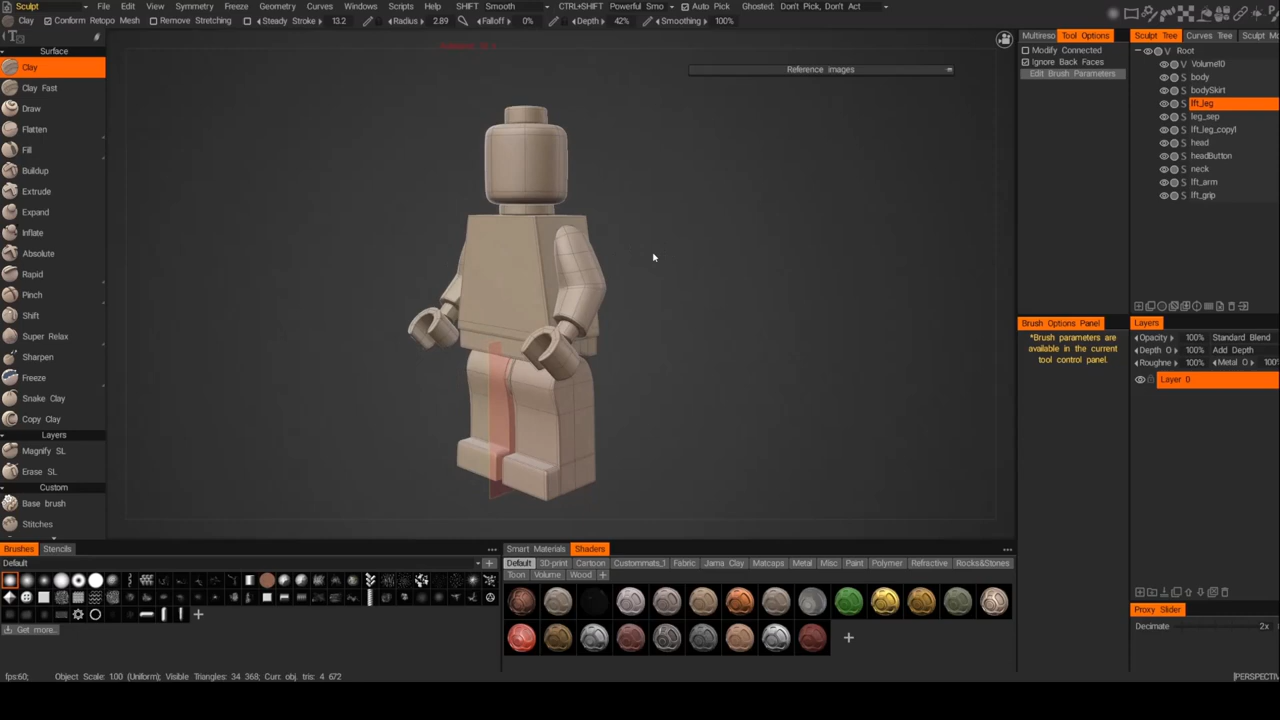 Sculpt File Edit View Symmetry Freeze Geometry Curves Windows Scripts Help SHIFT Smooth CTRL+SHIFT Powerful Smo Auto Pick Ghosted: Don't Pick, Don't Act
Clay Conform Retopo Mesh Remove Stretching Steady Stroke 13.2 Radius 2.89 Falloff 0% Depth 42% Smoothing 100%
Surface
Clay
Clay Fast
Draw
Flatten
Fill
Buildup
Extrude
Expand
Inflate
Absolute
Rapid
Pinch
Shift
Super Relax
Sharpen
Freeze
Snake Clay
Copy Clay
Layers
Magnify SL
Erase SL
Custom
Base brush
Stitches
Reference images
Multireso Tool Options
Modify Connected
Ignore Back Faces
Edit Brush Parameters
Sculpt Tree Curves Tree Sculpt M
Root
V Volume10
S body
S bodySkirt
S lft_leg
S leg_sep
S lft_leg_copy1
S head
S headButton
S neck
S lft_arm
S lft_grip
Brush Options Panel
*Brush parameters are
available in the current
tool control panel.
Layers
Opacity 100% Standard Blend
Depth O 100% Add Depth
Roughne 100% Metal O 100
Layer 0
Proxy Slider
Decimate 2x
Brushes Stencils
Default
Get more...
Smart Materials Shaders
Default 3D-print Cartoon Custommats_1 Fabric Jama Clay Matcaps Metal Misc Paint Polymer Refractive Rocks&Stones
Toon Volume Wood
fps:60; Object Scale: 1.00 (Uniform); Visible Triangles: 34 368; Curr. obj. tris: 4 672
[PERSPECTIV